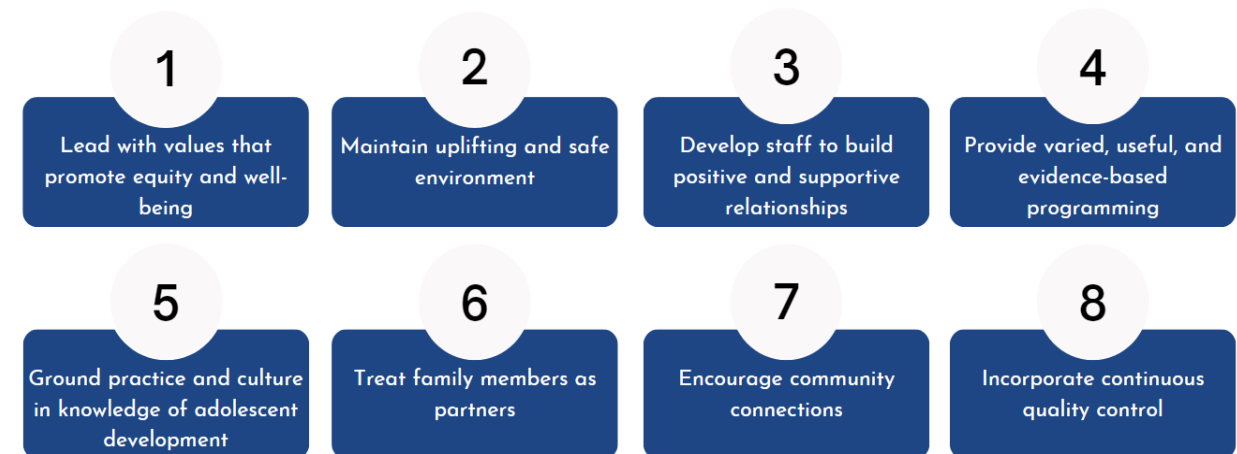 1
Lead with values that
promote equity and well-
being
2
Maintain uplifting and safe
environment
3
Develop staff to build
positive and supportive
relationships
4
Provide varied, useful, and
evidence-based
programming
5
Ground practice and culture
in knowledge of adolescent
development
6
Treat family members as
partners
7
Encourage community
connections
8
Incorporate continuous
quality control